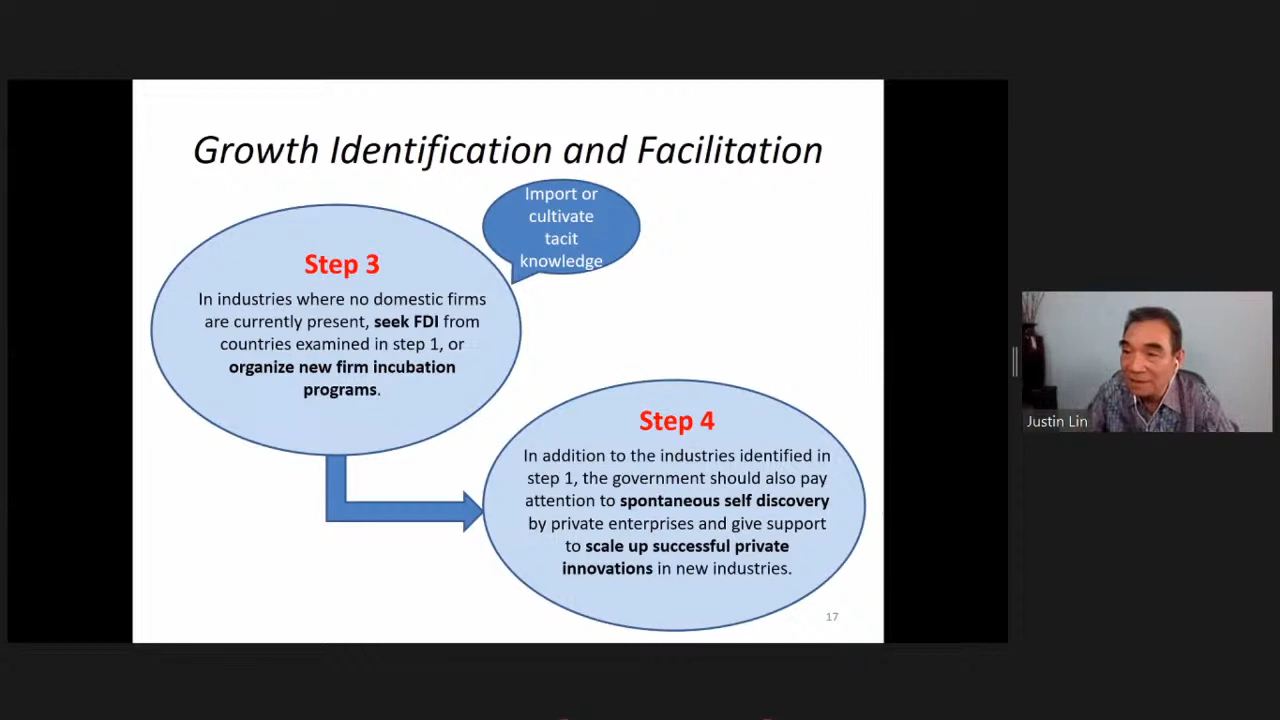 Growth Identification and Facilitation
Import or
cultivate
tacit
knowledge
Step 3
In industries where no domestic firms
are currently present, seek FDI from
countries examined in step 1, or
organize new firm incubation
programs.
Step 4
In addition to the industries identified in
step 1, the government should also pay
attention to spontaneous self discovery
by private enterprises and give support
to scale up successful private
innovations in new industries.
17
Justin Lin